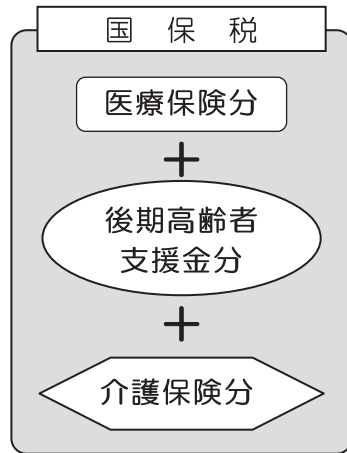 国保税
医療保険分
+
後期高齢者
支援金分
+
介護保険分